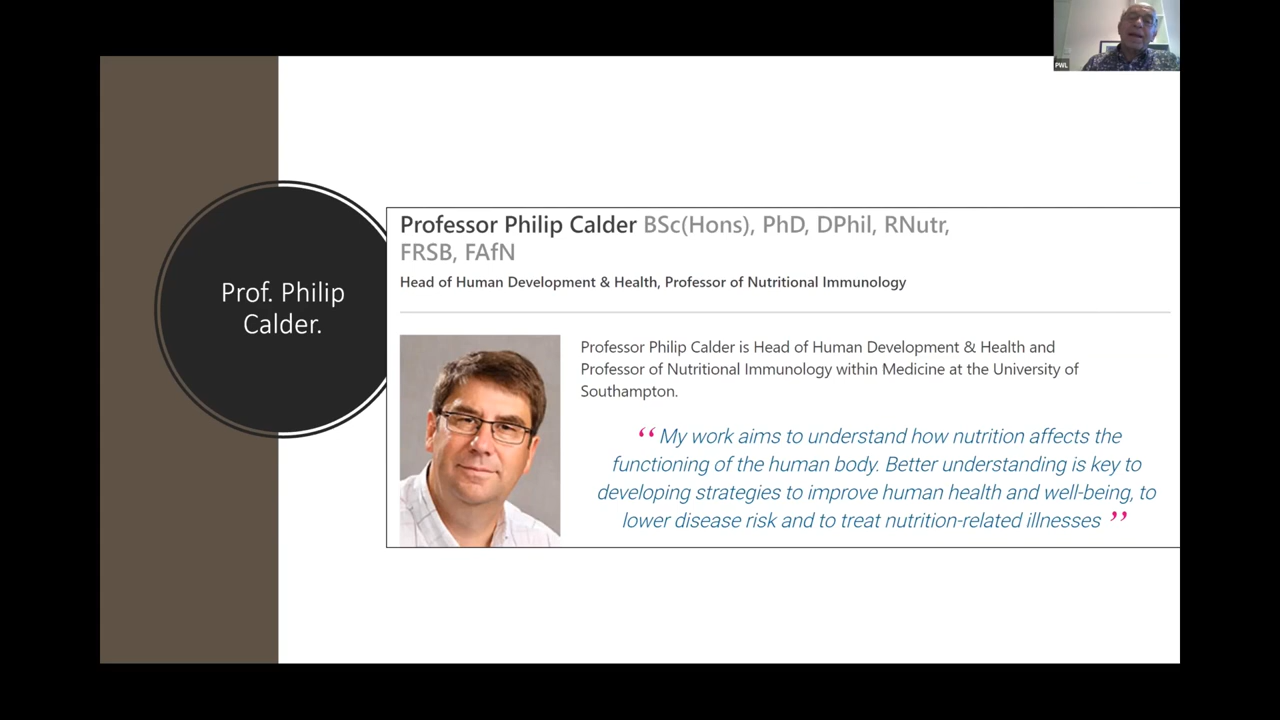 PWL
Professor Philip Calder BSc(Hons), PhD, DPhil, RNutr,
FRSB, FAfN
Head of Human Development & Health, Professor of Nutritional Immunology
Prof. Philip
Calder.
Professor Philip Calder is Head of Human Development & Health and
Professor of Nutritional Immunology within Medicine at the University of
Southampton.
“ My work aims to understand how nutrition affects the
functioning of the human body. Better understanding is key to
developing strategies to improve human health and well-being, to
lower disease risk and to treat nutrition-related illnesses ”